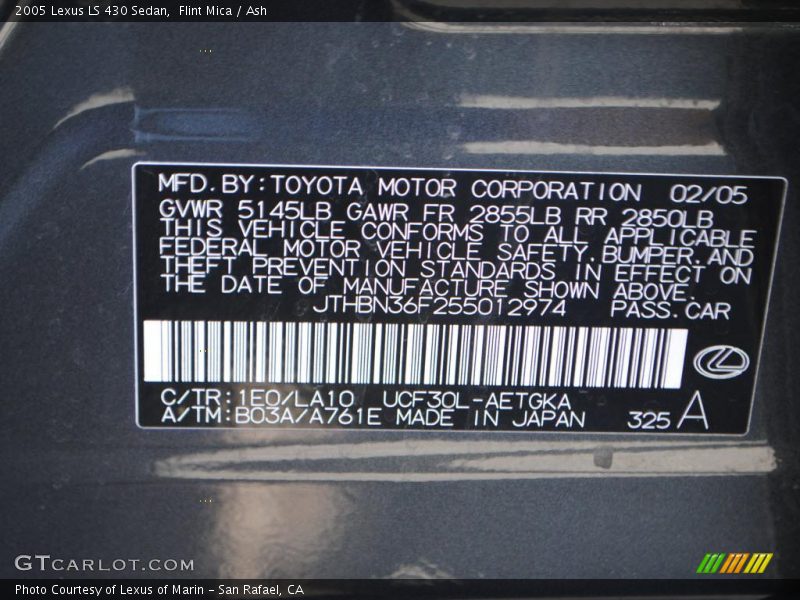 2005 Lexus LS 430 Sedan, Flint Mica / Ash
MFD. BY: TOYOTA MOTOR CORPORATION 02/05
GVWR 5145LB GAWR FR 2855LB RR 2850LB
THIS VEHICLE CONFORMS TO ALL APPLICABLE
FEDERAL MOTOR VEHICLE SAFETY, BUMPER, AND
THEFT PREVENTION STANDARDS IN EFFECT ON
THE DATE OF MANUFACTURE SHOWN ABOVE.
JTHBN36F255012974 PASS. CAR
C/TR: 1E0/LA10 UCF30L-AETGKA
A/TM: B03A/A761E MADE IN JAPAN 325 A
GTCARLOT.COM
Photo Courtesy of Lexus of Marin - San Rafael, CA